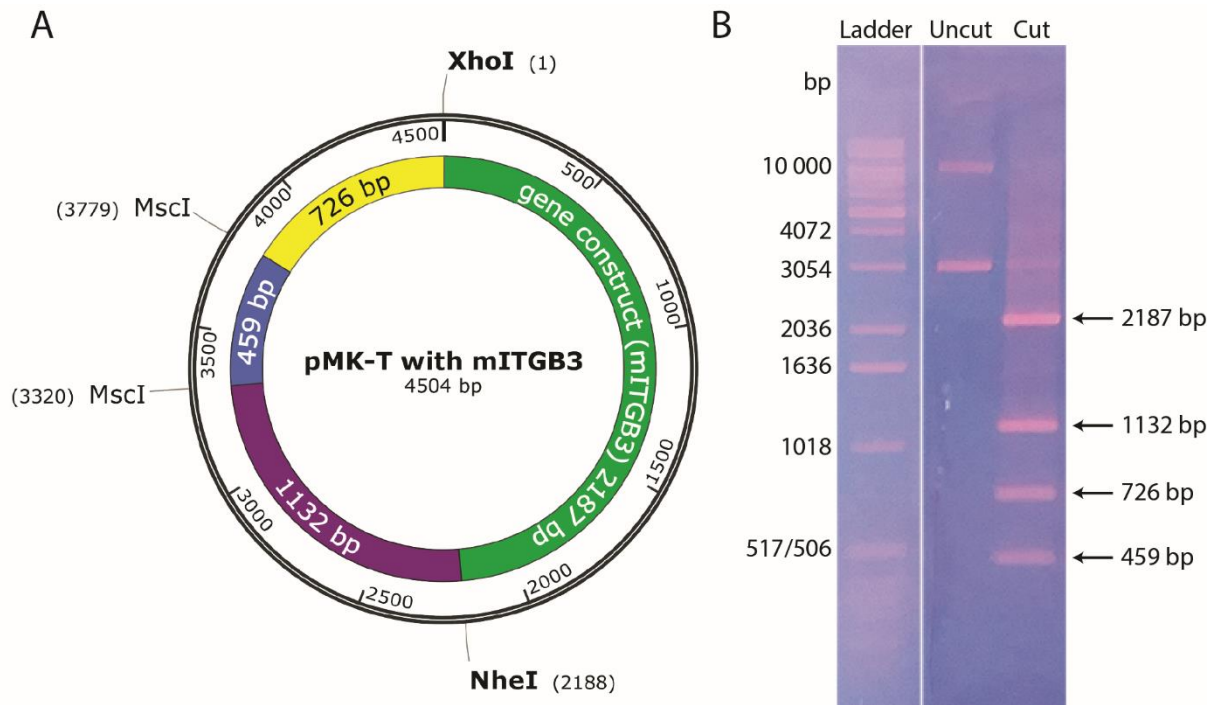 A
XhoI (1)
4500
500
1000
1500
2000
2500
3000
3500
4000
(3779) MscI
(3320) MscI
NheI (2188)
726 bp
459 bp
1132 bp
gene construct (mITGB3) 2187 bp
pMK-T with mITGB3
4504 bp
B
Ladder Uncut Cut
bp
10 000
4072
3054
2036
1636
1018
517/506
2187 bp
1132 bp
726 bp
459 bp